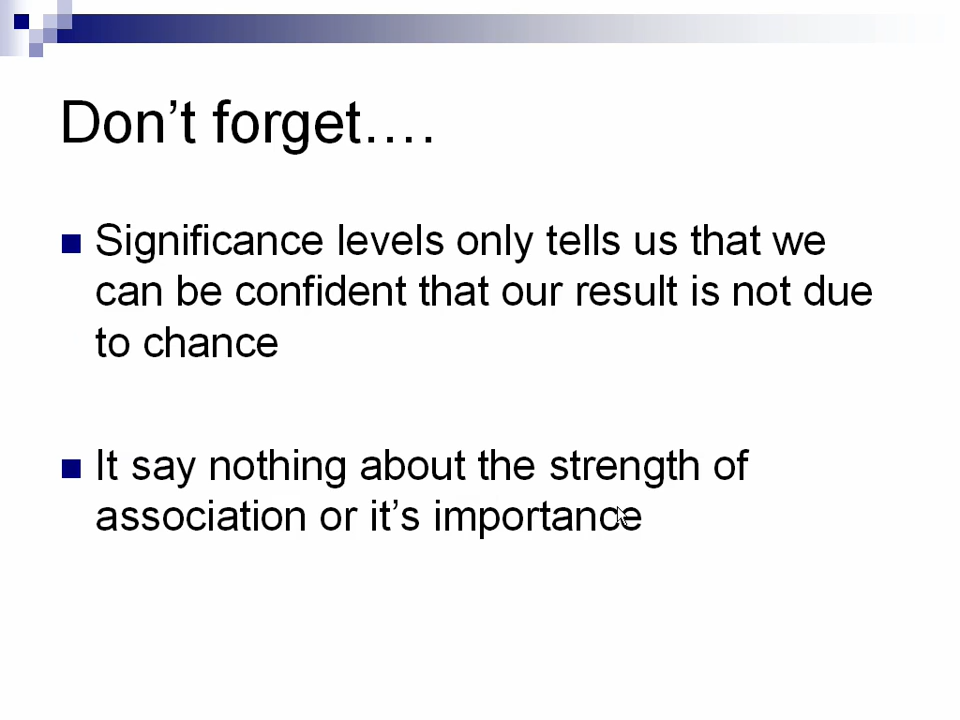 Don’t forget….
Significance levels only tells us that we
can be confident that our result is not due
to chance
It say nothing about the strength of
association or it’s importance